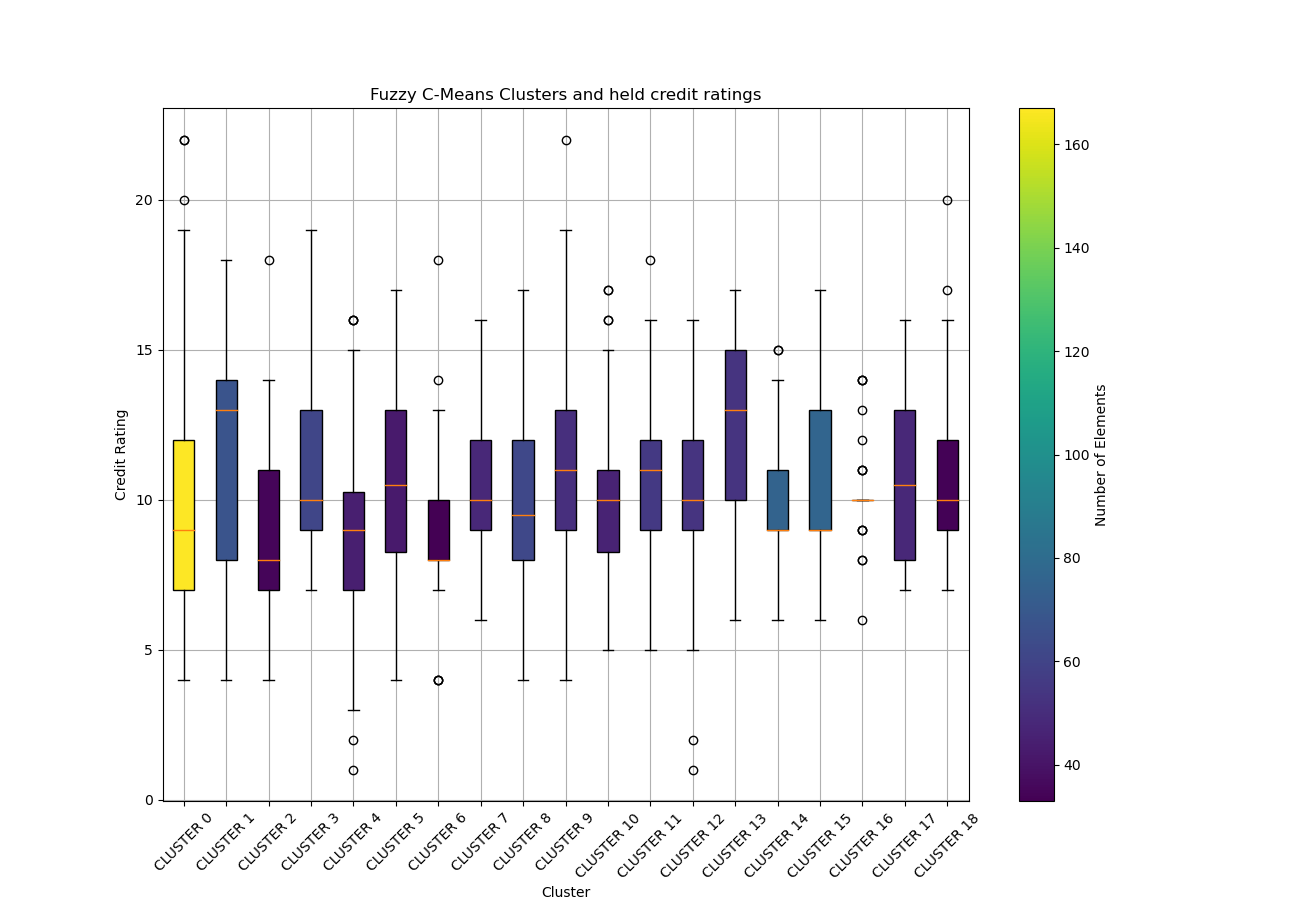 Fuzzy C-Means Clusters and held credit ratings
Credit Rating
20
15
10
5
0
CLUSTER 0
CLUSTER 1
CLUSTER 2
CLUSTER 3
CLUSTER 4
CLUSTER 5
CLUSTER 6
CLUSTER 7
CLUSTER 8
CLUSTER 9
CLUSTER 10
CLUSTER 11
CLUSTER 12
CLUSTER 13
CLUSTER 14
CLUSTER 15
CLUSTER 16
CLUSTER 17
CLUSTER 18
Cluster
160
140
120
100
80
60
40
Number of Elements